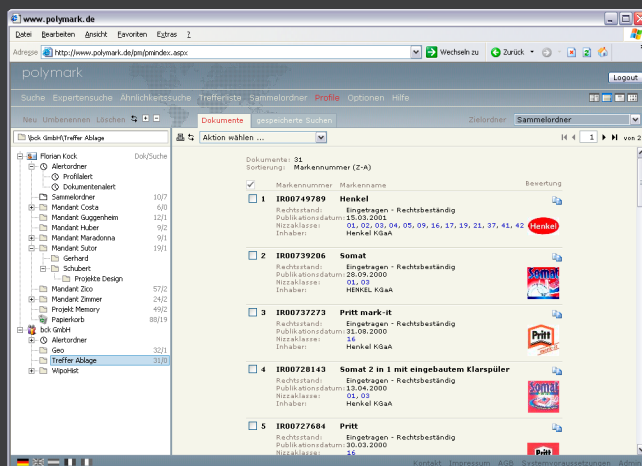 www.polymark.de
Datei Bearbeiten Ansicht Favoriten Extras ?
Adresse http://www.polymark.de/pm/pmindex.aspx Wechseln zu Zurück
polymark
Logout
Suche Expertensuche Ähnlichkeitssuche Trefferliste Sammelordner Profile Optionen Hilfe
Neu Umbenennen Löschen Dokumente gespeicherte Suchen Zielordner Sammelordner
\bck GmbH\Treffer Ablage Aktion wählen ... 1 von 2
Florian Kock Dok/Suche
Alertordner
Profilalert
Dokumentenalert
Sammelordner 10/7
Mandant Costa 6/0
Mandant Guggenheim 12/1
Mandant Huber 9/2
Mandant Maradonna 9/1
Mandant Sutor 19/1
Gerhard
Schubert
Projekte Design
Mandant Zico 57/2
Mandant Zimmer 24/2
Projekt Memory 49/2
Papierkorb 88/19
bck GmbH
Alertordner
Geo 32/1
Treffer Ablage 31/0
WipoHist
Dokumente: 31
Sortierung: Markennummer (Z-A)
Markennummer Markenname Bewertung
1 IR00749789 Henkel
Rechtsstand: Eingetragen - Rechtsbeständig
Publikationsdatum: 15.03.2001
Nizzaklasse: 01, 02, 03, 04, 05, 09, 16, 17, 19, 21, 37, 41, 42
Inhaber: Henkel KGaA
Henkel
2 IR00739206 Somat
Rechtsstand: Eingetragen - Rechtsbeständig
Publikationsdatum: 28.09.2000
Nizzaklasse: 01, 03
Inhaber: HENKEL KGaA
Somat
3 IR00737273 Pritt mark-it
Rechtsstand: Eingetragen - Rechtsbeständig
Publikationsdatum: 31.08.2000
Nizzaklasse: 16
Inhaber: Henkel KGaA
Pritt
4 IR00728143 Somat 2 in 1 mit eingebautem Klarspüler
Rechtsstand: Eingetragen - Rechtsbeständig
Publikationsdatum: 13.04.2000
Nizzaklasse: 01, 03
Inhaber: Henkel KGaA
Somat
5 IR00727684 Pritt
Rechtsstand: Eingetragen - Rechtsbeständig
Publikationsdatum: 30.03.2000
Nizzaklasse: 16
Inhaber: Henkel KGaA
Pritt
Kontakt Impressum AGB Systemvoraussetzungen Admin